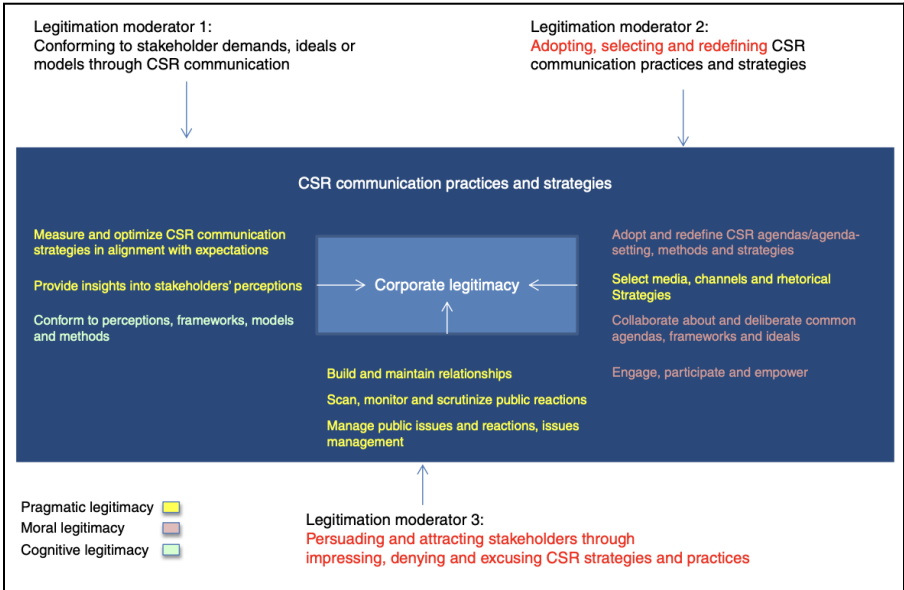 Legitimation moderator 1:
Conforming to stakeholder demands, ideals or
models through CSR communication
Legitimation moderator 2:
Adopting, selecting and redefining CSR
communication practices and strategies
CSR communication practices and strategies
Measure and optimize CSR communication
strategies in alignment with expectations
Provide insights into stakeholders' perceptions
Conform to perceptions, frameworks, models
and methods
Corporate legitimacy
Adopt and redefine CSR agendas/agenda-
setting, methods and strategies
Select media, channels and rhetorical
Strategies
Collaborate about and deliberate common
agendas, frameworks and ideals
Engage, participate and empower
Build and maintain relationships
Scan, monitor and scrutinize public reactions
Manage public issues and reactions, issues
management
Pragmatic legitimacy
Moral legitimacy
Cognitive legitimacy
Legitimation moderator 3:
Persuading and attracting stakeholders through
impressing, denying and excusing CSR strategies and practices